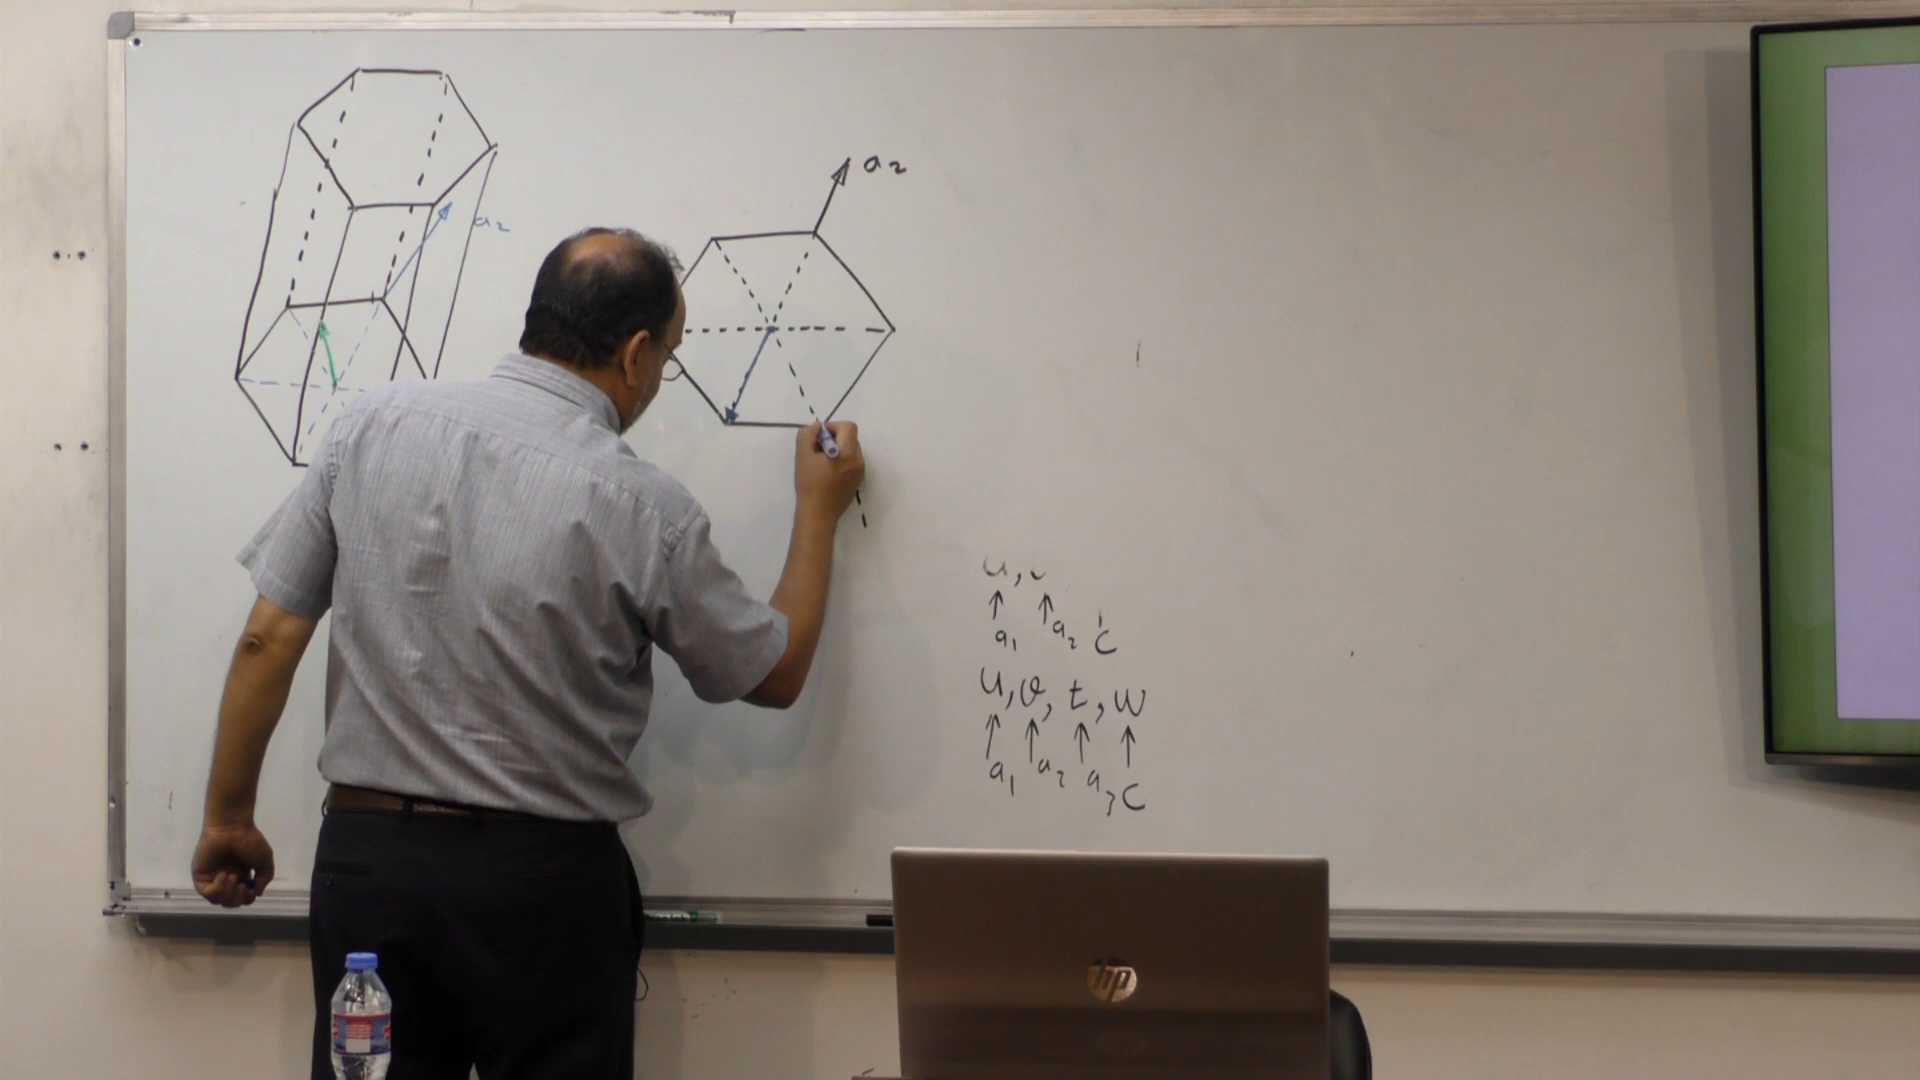 a2
a2
u,
a1 a2 c
u, v, t, w
a1 a2 a3 c
hp